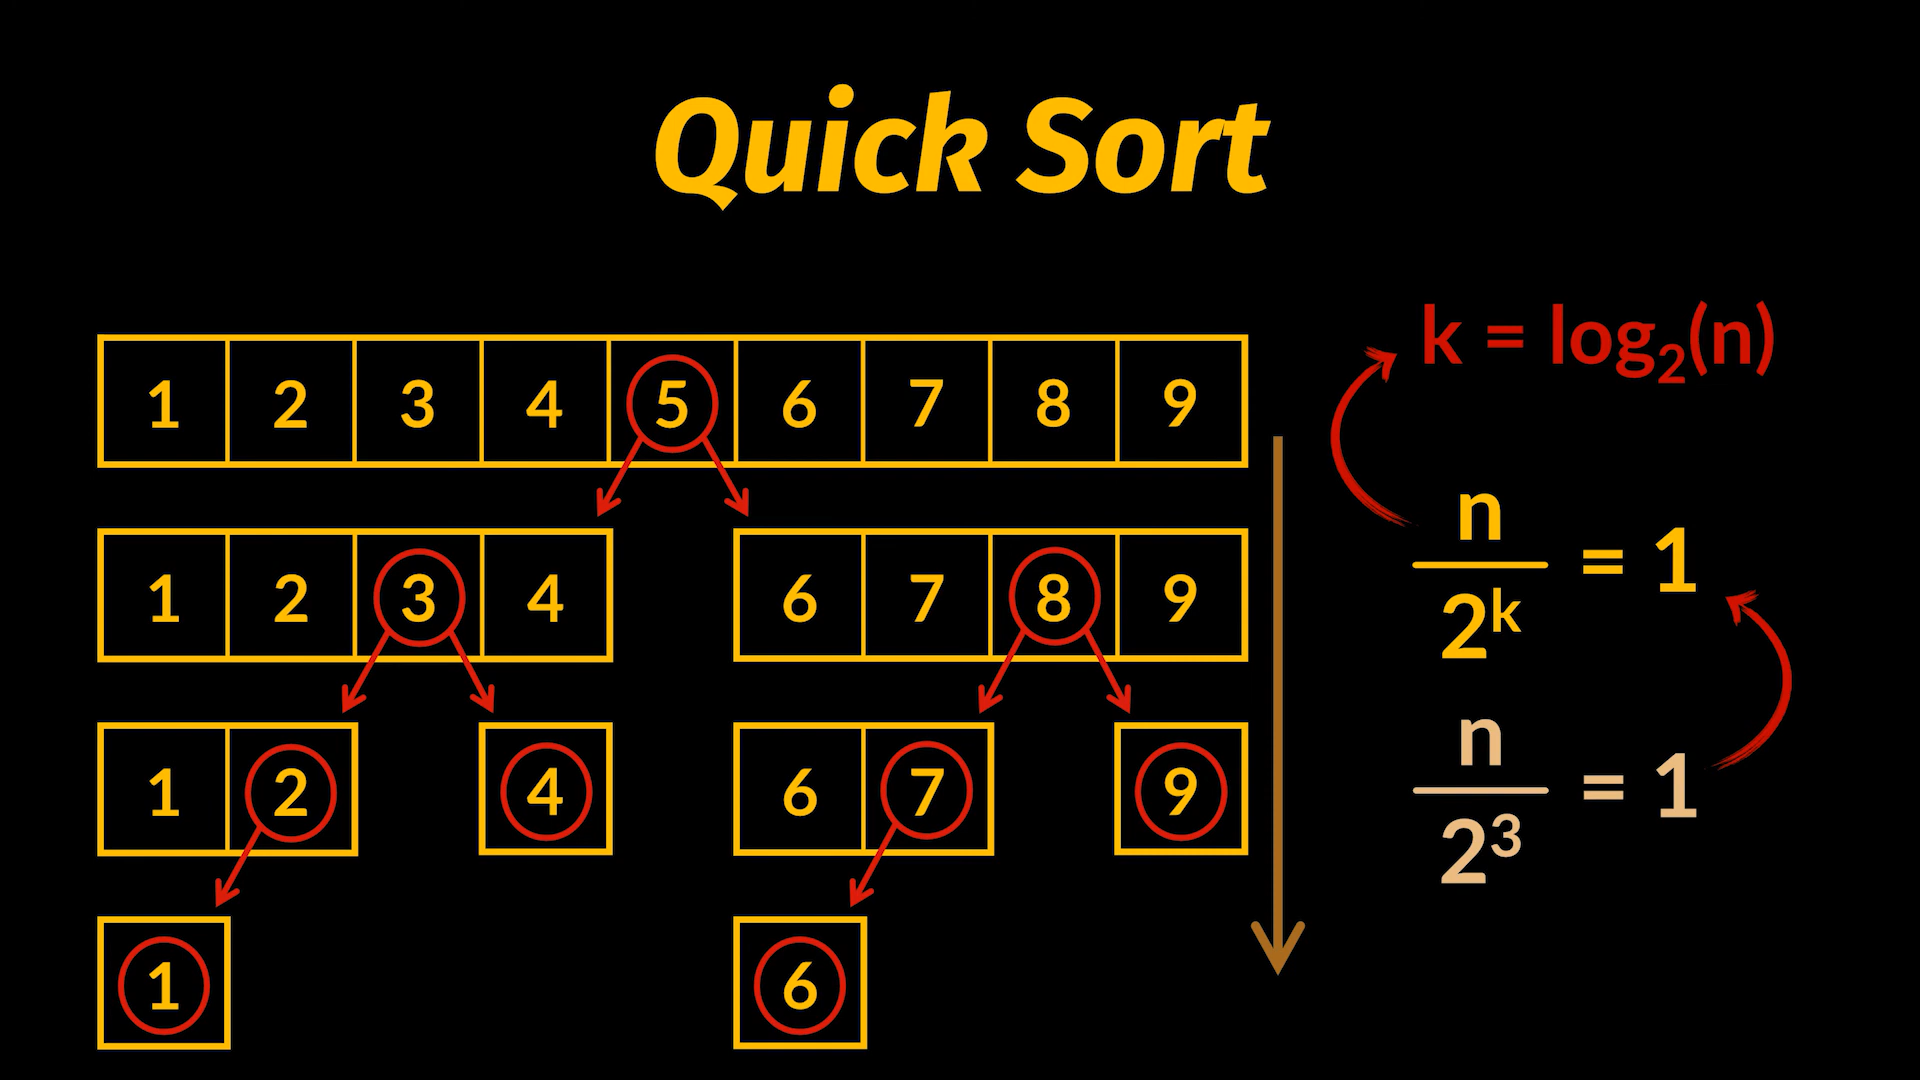 Quick Sort
k = log₂(n)
1 2 3 4 5 6 7 8 9
n
2ᵏ
= 1
1 2 3 4
6 7 8 9
n
2³
= 1
1 2
4
6 7
9
1
6